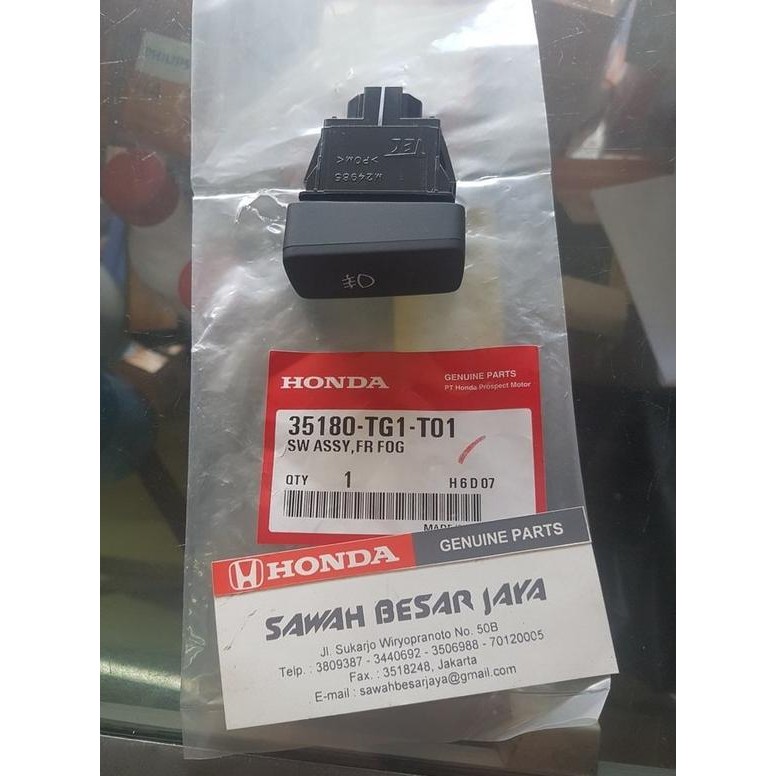 M24985
>POM<
HONDA
GENUINE PARTS
PT Honda Prospect Motor
35180-TG1-T01
SW ASSY,FR FOG
QTY 1 H6D07
HONDA
GENUINE PARTS
SAWAH BESAR JAYA
Jl. Sukarjo Wiryopranoto No. 50B
Telp. : 3809387 - 3440692 - 3506988 - 70120005
Fax. : 3518248, Jakarta
E-mail : sawahbesarjaya@gmail.com